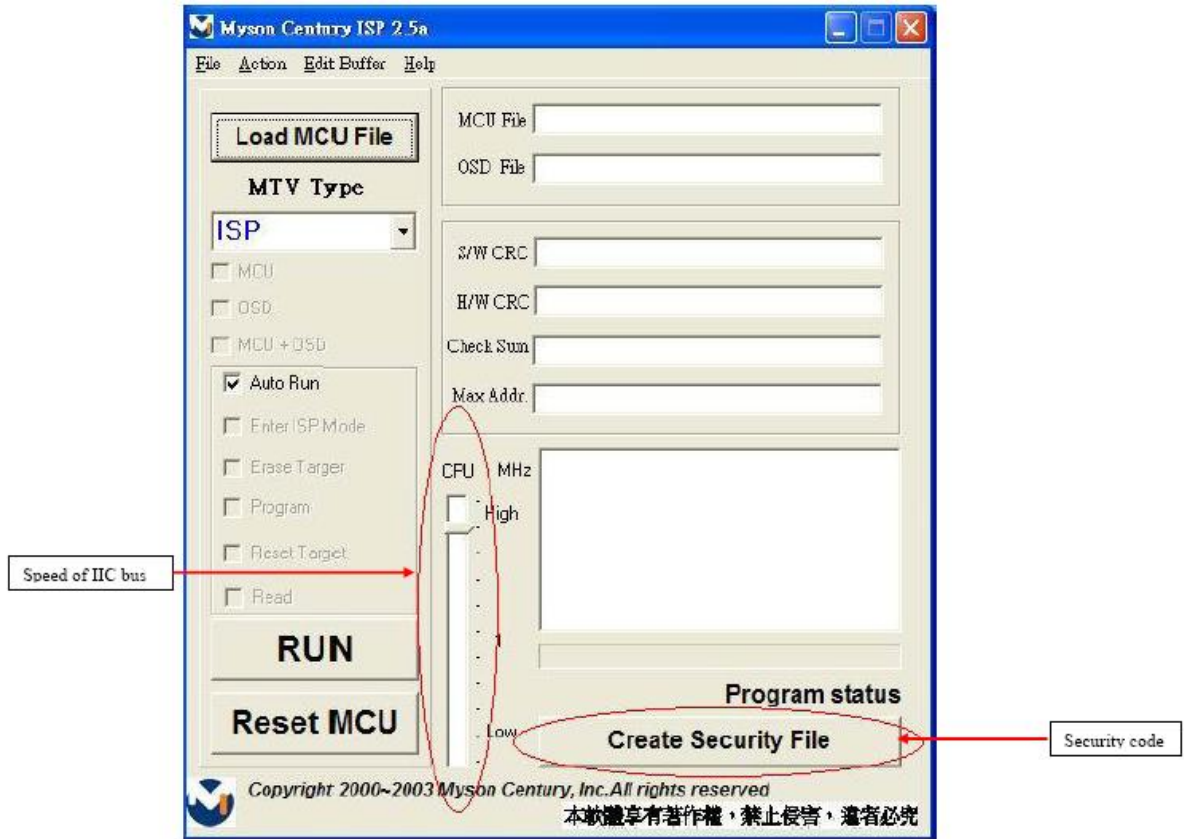 Myson Century ISP 2.5a
File Action Edit Buffer Help
Load MCU File
MTV Type
ISP
MCU
OSD
MCU + OSD
Auto Run
Enter ISP Mode
Erase Targer
Program
Reset Target
Read
RUN
Reset MCU
MCU File
OSD File
S/W CRC
H/W CRC
Check Sum
Max Addr.
CPU MHz
High
Low
Program status
Create Security File
Speed of IIC bus
Security code
Copyright 2000~2003 Myson Century, Inc.All rights reserved
本軟體享有著作權，禁止侵害，違者必究